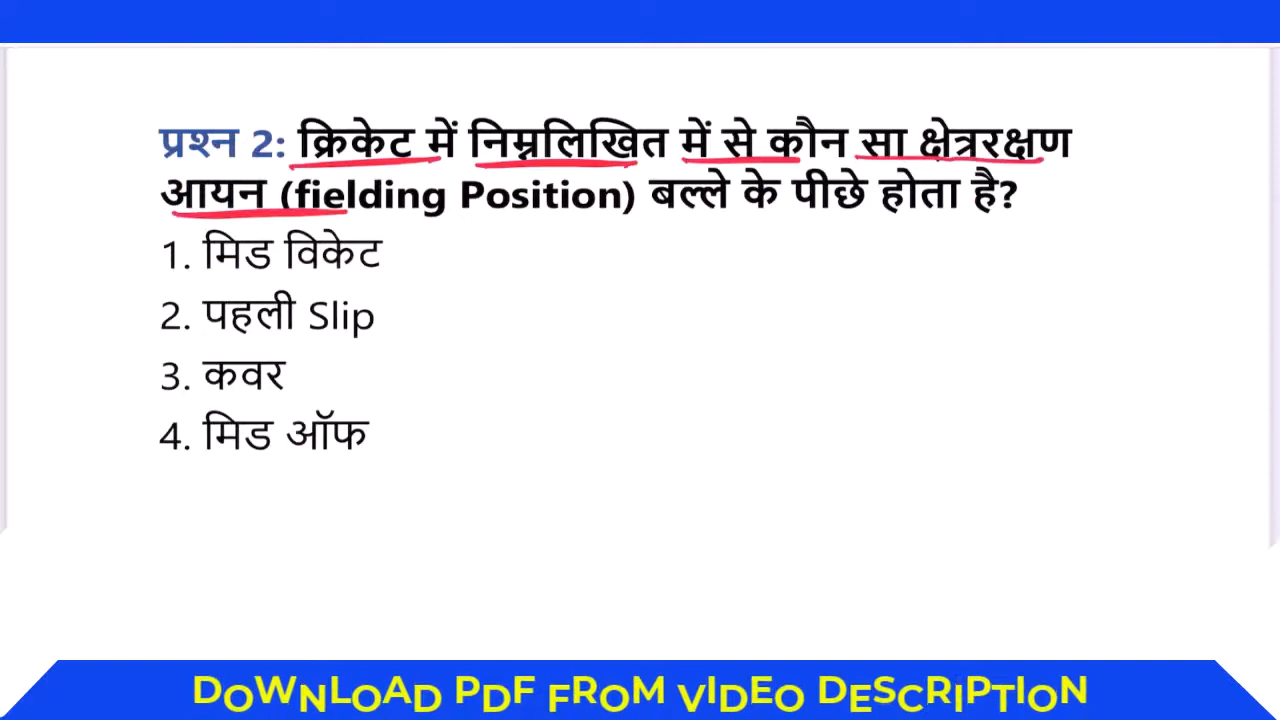 प्रश्न 2: क्रिकेट में निम्नलिखित में से कौन सा क्षेत्ररक्षण
आयन (fielding Position) बल्ले के पीछे होता है?
1. मिड विकेट
2. पहली Slip
3. कवर
4. मिड ऑफ
DOWNLOAD PDF FROM VIDEO DESCRIPTION